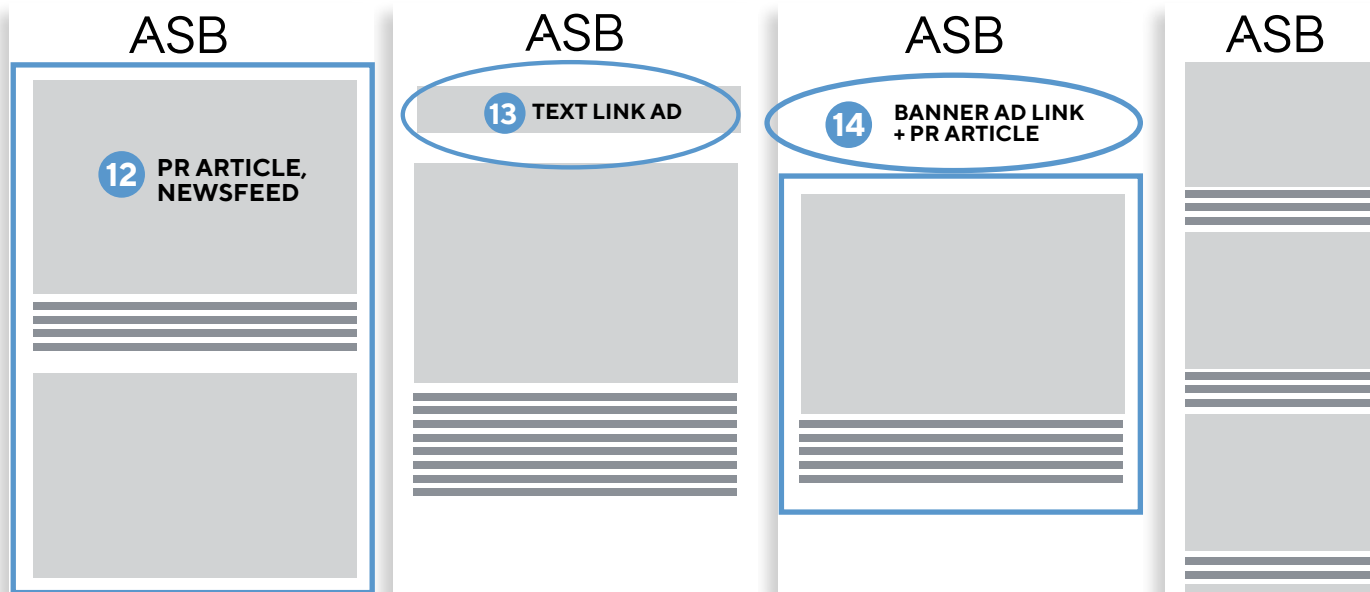 ASB
12 PR ARTICLE,
NEWSFEED
ASB
13 TEXT LINK AD
ASB
14 BANNER AD LINK
+ PR ARTICLE
ASB